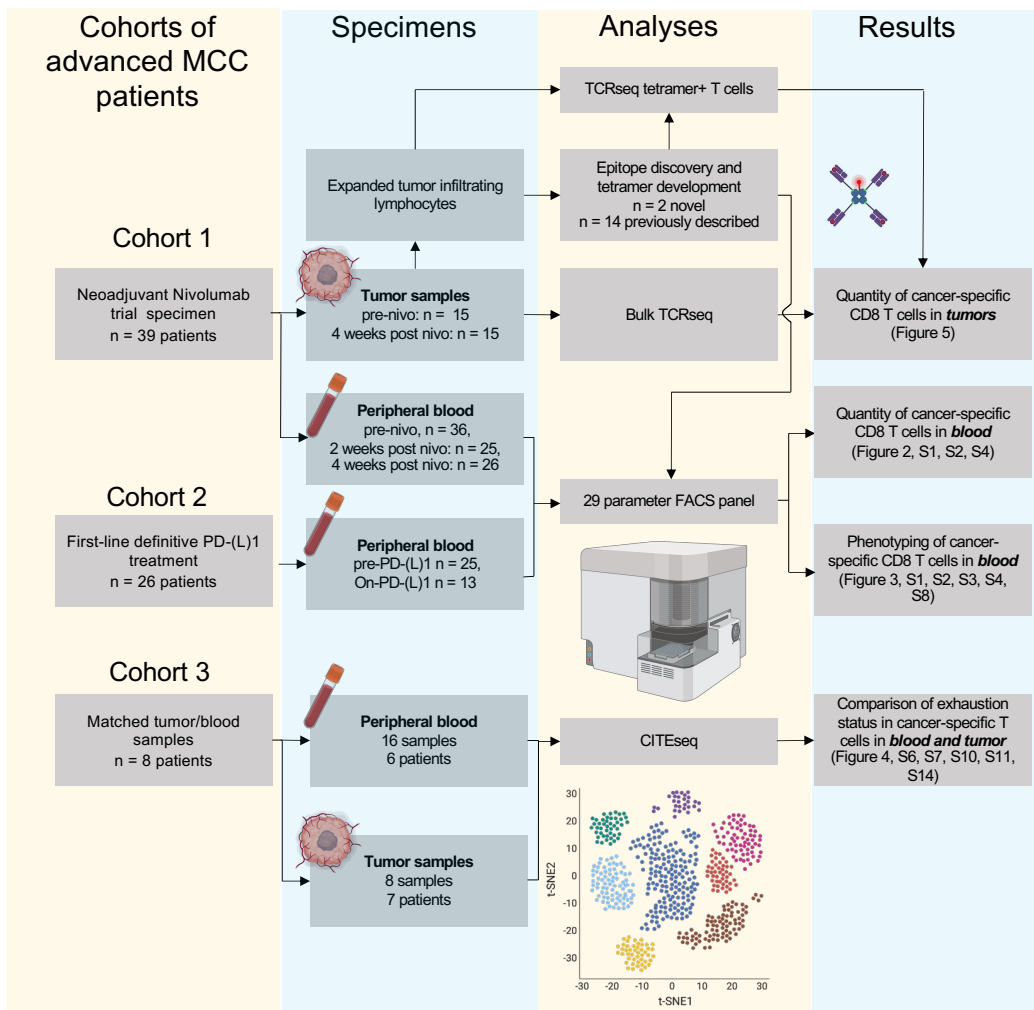 Cohorts of
advanced MCC
patients
Specimens
Analyses
Results
TCRseq tetramer+ T cells
Expanded tumor infiltrating
lymphocytes
Epitope discovery and
tetramer development
n = 2 novel
n = 14 previously described
Cohort 1
Neoadjuvant Nivolumab
trial specimen
n = 39 patients
Tumor samples
pre-nivo: n = 15
4 weeks post nivo: n = 15
Bulk TCRseq
Quantity of cancer-specific
CD8 T cells in tumors
(Figure 5)
Peripheral blood
pre-nivo, n = 36,
2 weeks post nivo: n = 25,
4 weeks post nivo: n = 26
Quantity of cancer-specific
CD8 T cells in blood
(Figure 2, S1, S2, S4)
Cohort 2
First-line definitive PD-(L)1
treatment
n = 26 patients
Peripheral blood
pre-PD-(L)1 n = 25,
On-PD-(L)1 n = 13
29 parameter FACS panel
Phenotyping of cancer-
specific CD8 T cells in blood
(Figure 3, S1, S2, S3, S4,
S8)
Cohort 3
Matched tumor/blood
samples
n = 8 patients
Peripheral blood
16 samples
6 patients
CITEseq
Comparison of exhaustion
status in cancer-specific T
cells in blood and tumor
(Figure 4, S6, S7, S10, S11,
S14)
Tumor samples
8 samples
7 patients
30
20
10
0
-10
-20
-30
t-SNE2
-30
-20
-10
0
10
20
30
t-SNE1